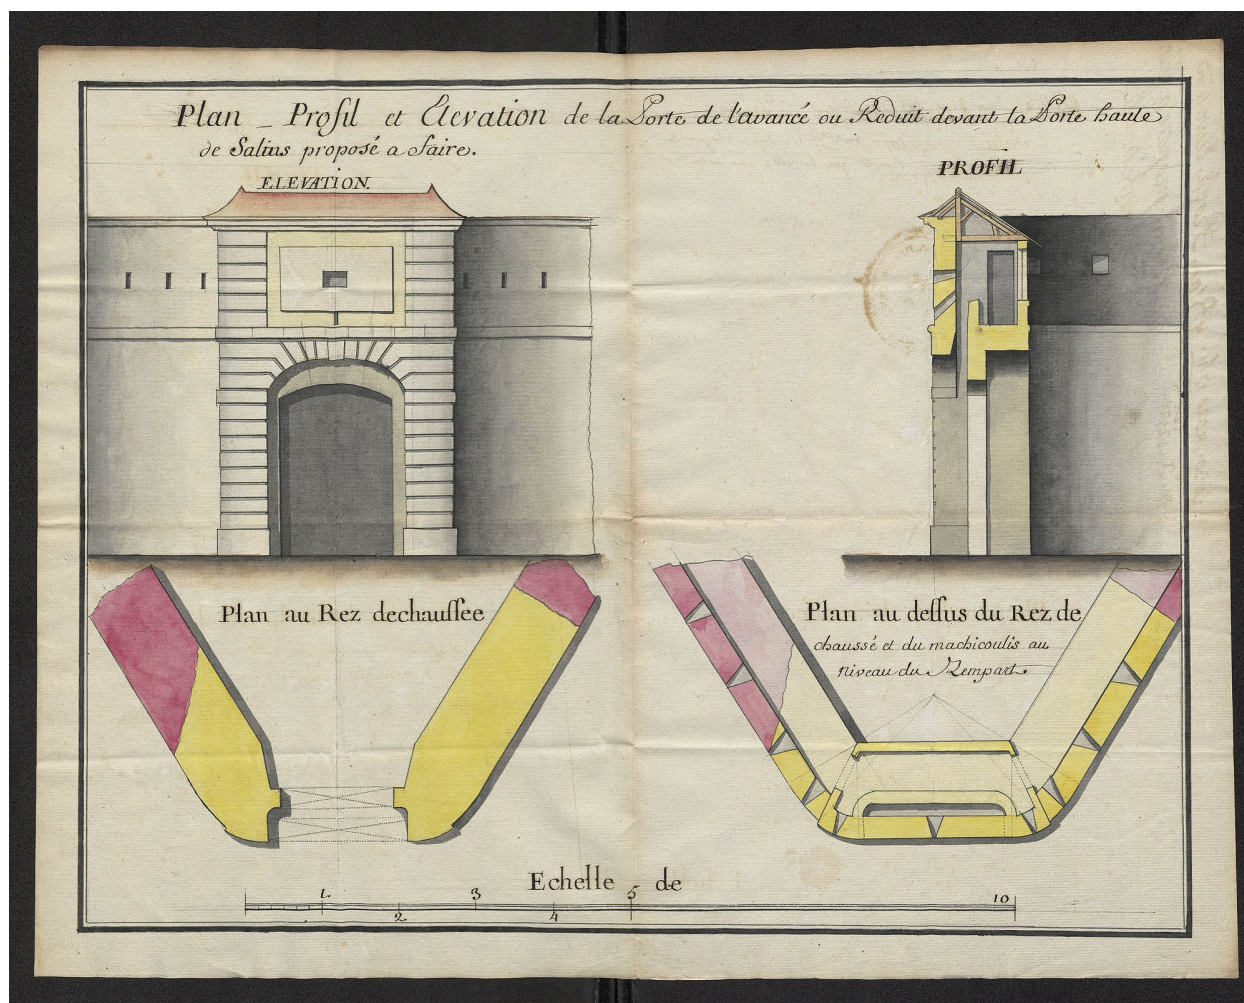 Plan _ Profil et Elevation de la Porte de l'avancé ou Reduit devant la Porte haute
de Salins proposé a faire.
ELEVATION.
PROFIL
Plan au Rez dechaussee
Plan au dessus du Rez de
chaussé et du machicoulis au
niveau du Rempart.
Echelle de
1. 2. 3 4 5 10